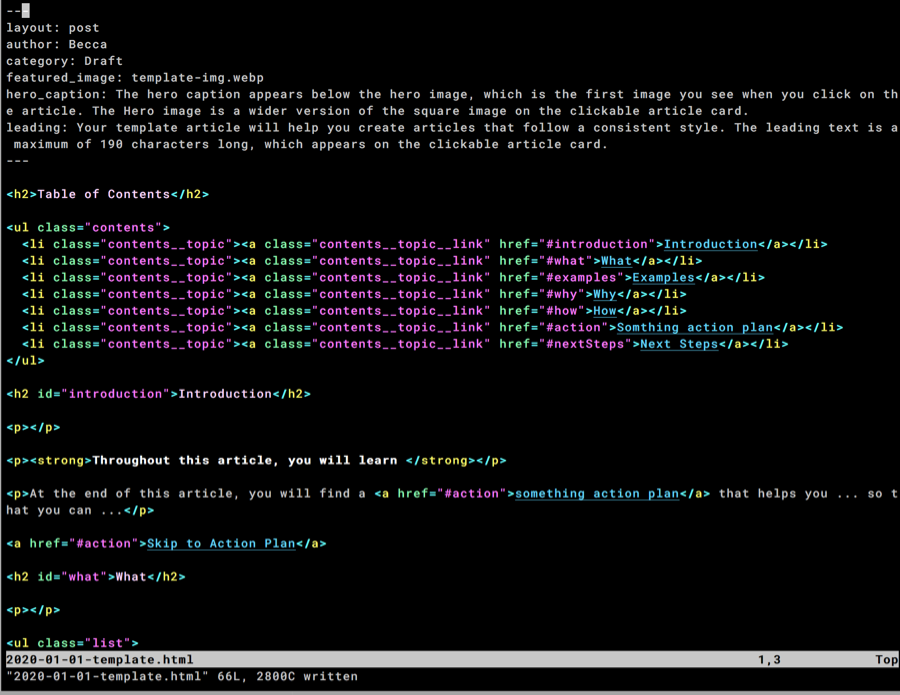 ---
layout: post
author: Becca
category: Draft
featured_image: template-img.webp
hero_caption: The hero caption appears below the hero image, which is the first image you see when you click on th
e article. The Hero image is a wider version of the square image on the clickable article card.
leading: Your template article will help you create articles that follow a consistent style. The leading text is a
 maximum of 190 characters long, which appears on the clickable article card.
---
<h2>Table of Contents</h2>
<ul class="contents">
  <li class="contents__topic"><a class="contents__topic__link" href="#introduction">Introduction</a></li>
  <li class="contents__topic"><a class="contents__topic__link" href="#what">What</a></li>
  <li class="contents__topic"><a class="contents__topic__link" href="#examples">Examples</a></li>
  <li class="contents__topic"><a class="contents__topic__link" href="#why">Why</a></li>
  <li class="contents__topic"><a class="contents__topic__link" href="#how">How</a></li>
  <li class="contents__topic"><a class="contents__topic__link" href="#action">Somthing action plan</a></li>
  <li class="contents__topic"><a class="contents__topic__link" href="#nextSteps">Next Steps</a></li>
</ul>
<h2 id="introduction">Introduction</h2>
<p></p>
<p><strong>Throughout this article, you will learn </strong></p>
<p>At the end of this article, you will find a <a href="#action">something action plan</a> that helps you ... so t
hat you can ...</p>
<a href="#action">Skip to Action Plan</a>
<h2 id="what">What</h2>
<p></p>
<ul class="list">
2020-01-01-template.html 1,3 Top
"2020-01-01-template.html" 66L, 2800C written